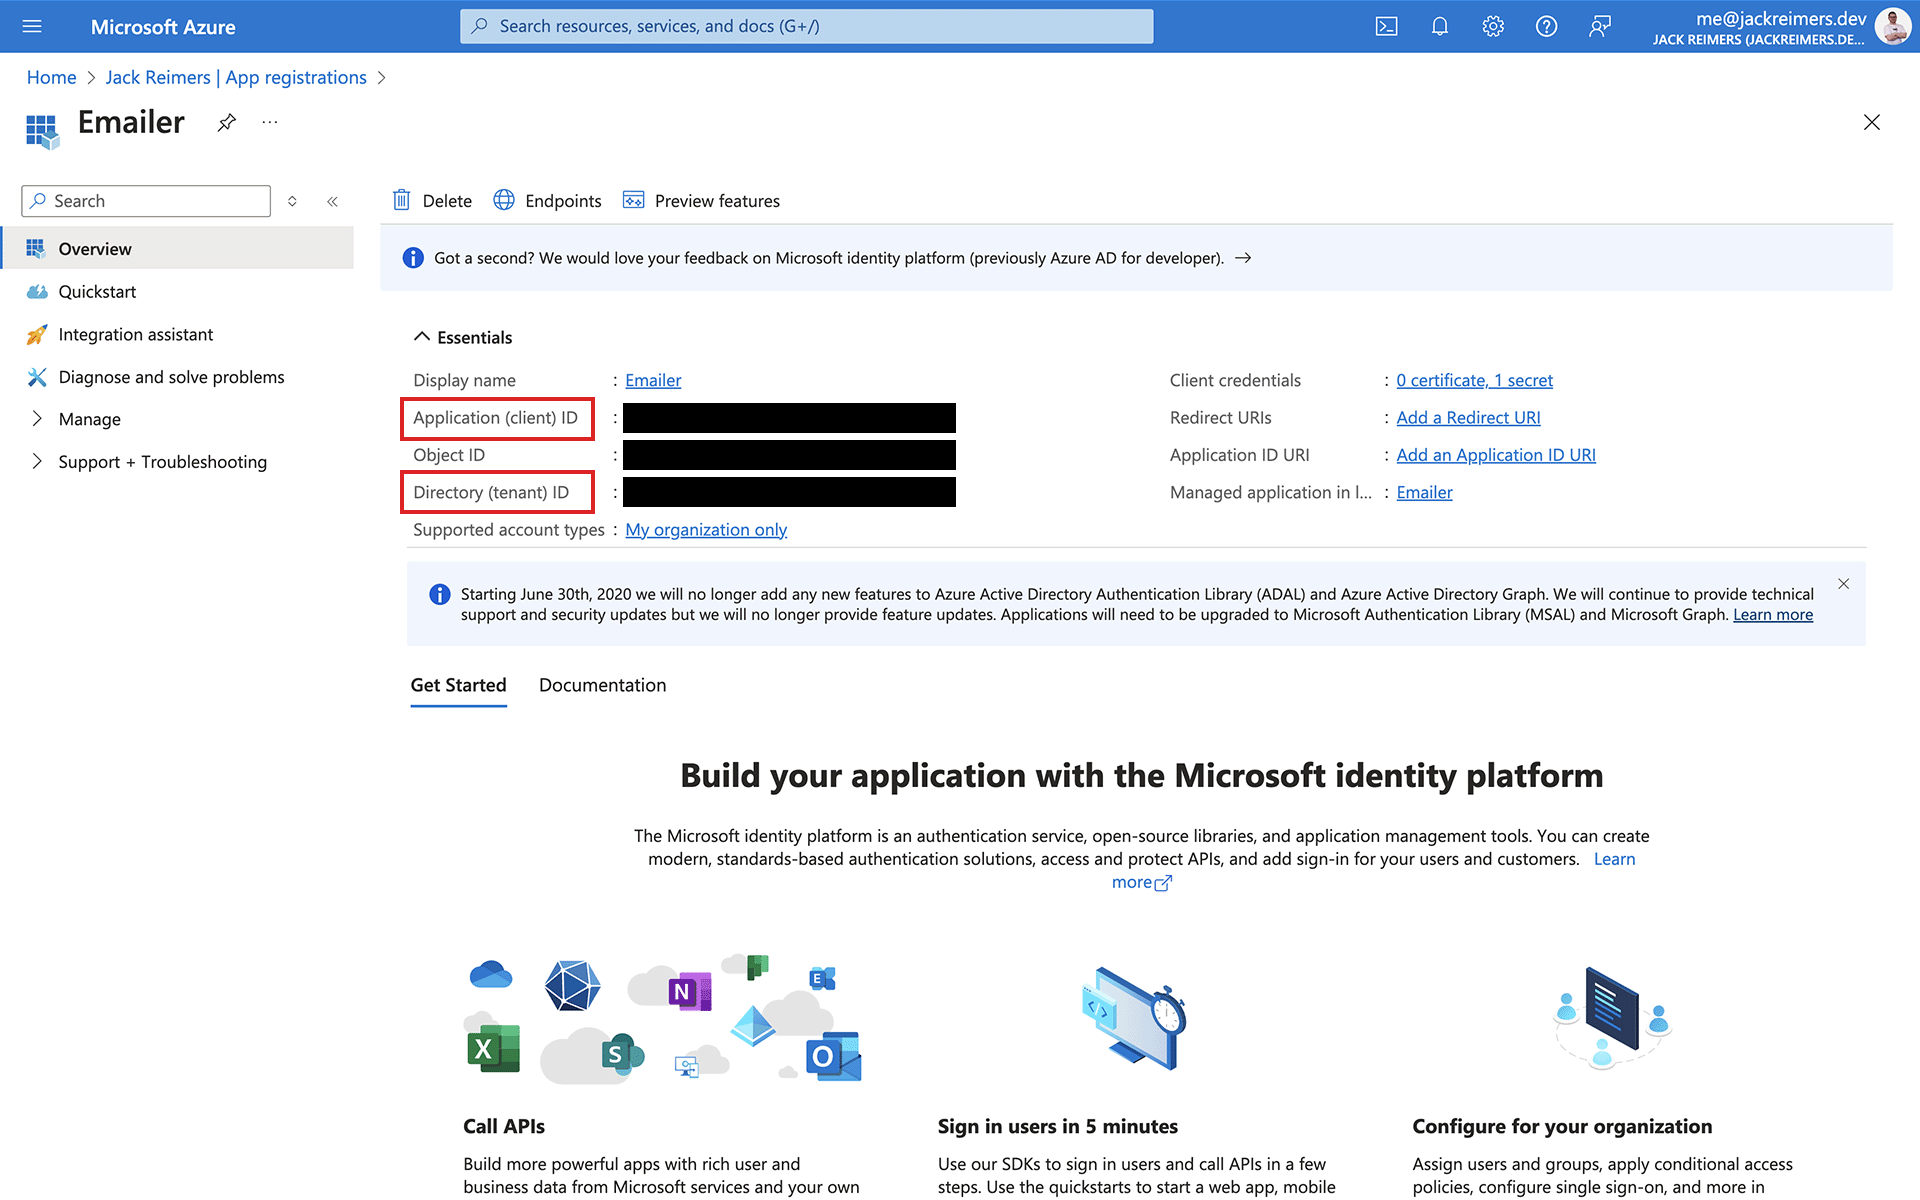 Microsoft Azure
Search resources, services, and docs (G+/)
me@jackreimers.dev
JACK REIMERS (JACKREIMERS.DE...
Home > Jack Reimers | App registrations >
Emailer ...
Search
Overview
Quickstart
Integration assistant
Diagnose and solve problems
Manage
Support + Troubleshooting
Delete Endpoints Preview features
Got a second? We would love your feedback on Microsoft identity platform (previously Azure AD for developer). →
Essentials
Display name : Emailer
Application (client) ID :
Object ID :
Directory (tenant) ID :
Supported account types : My organization only
Client credentials : 0 certificate, 1 secret
Redirect URIs : Add a Redirect URI
Application ID URI : Add an Application ID URI
Managed application in l... : Emailer
Starting June 30th, 2020 we will no longer add any new features to Azure Active Directory Authentication Library (ADAL) and Azure Active Directory Graph. We will continue to provide technical
support and security updates but we will no longer provide feature updates. Applications will need to be upgraded to Microsoft Authentication Library (MSAL) and Microsoft Graph. Learn more
Get Started Documentation
Build your application with the Microsoft identity platform
The Microsoft identity platform is an authentication service, open-source libraries, and application management tools. You can create
modern, standards-based authentication solutions, access and protect APIs, and add sign-in for your users and customers. Learn
more
N
E
X
S
O
Call APIs
Build more powerful apps with rich user and
business data from Microsoft services and your own
Sign in users in 5 minutes
Use our SDKs to sign in users and call APIs in a few
steps. Use the quickstarts to start a web app, mobile
Configure for your organization
Assign users and groups, apply conditional access
policies, configure single sign-on, and more in